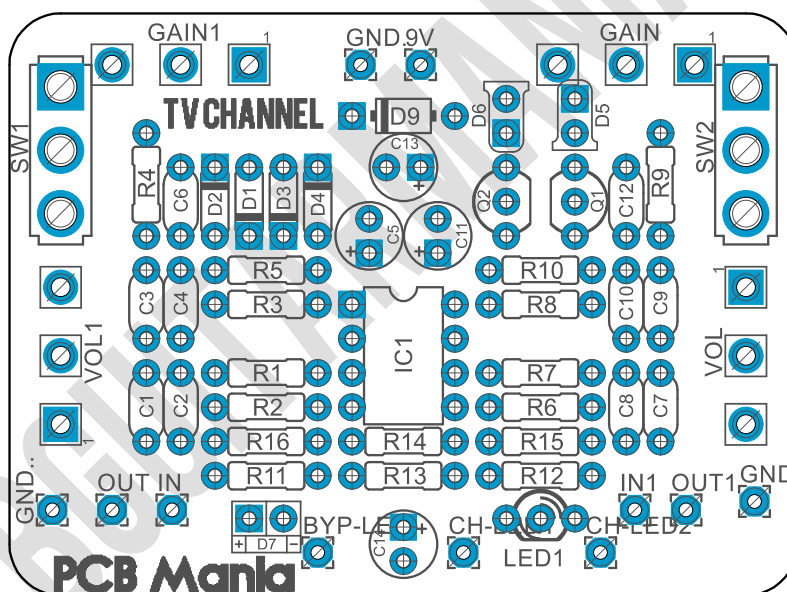 GAIN1 GND. 9V GAIN
1 1
SW1 TV CHANNEL D9 D6 D5 SW2
C13
+
R4 C6 D2 D1 D3 D4 Q2 Q1 C12 R9
+ C5 + C11
C3 C4 R5 R10 C10 C9 1
R3 R8
VOL1 IC1 VOL
C1 C2 R1 R7 C8 C7
R2 R6
1 R16 R14 R15
R11 R13 R12
GND.. OUT IN IN1 OUT1 GND
BYP-LE C14 + CH-LED1 CH-LED2
+ D7 -
LED1
PCB Mania